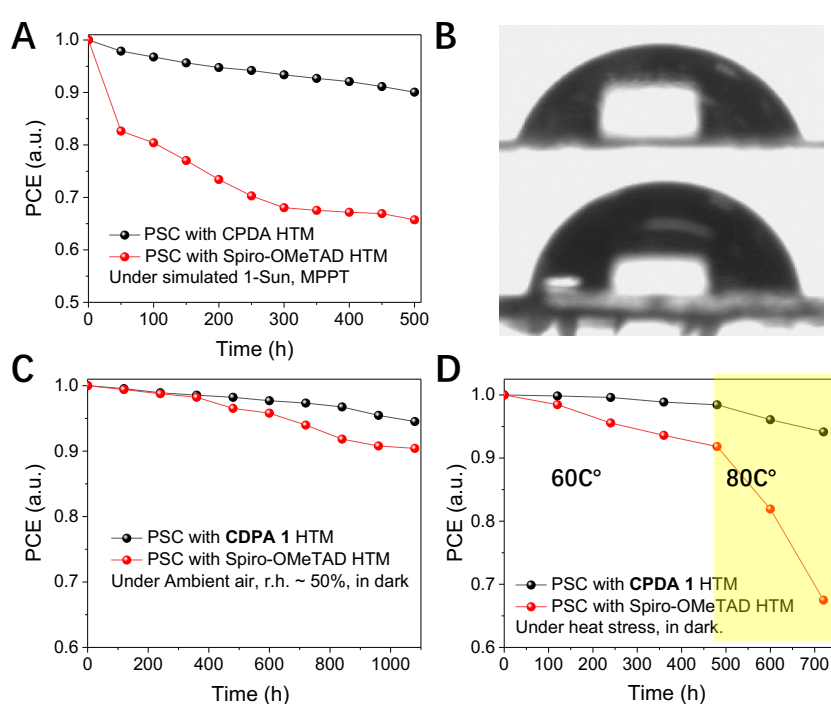 A
B
PCE (a.u.)
1.0
0.9
0.8
0.7
0.6
0.5
PSC with CPDA HTM
PSC with Spiro-OMeTAD HTM
Under simulated 1-Sun, MPPT
0 100 200 300 400 500
Time (h)
C
D
PCE (a.u.)
1.0
0.9
0.8
0.7
0.6
PSC with CDPA 1 HTM
PSC with Spiro-OMeTAD HTM
Under Ambient air, r.h. ~ 50%, in dark
0 200 400 600 800 1000
Time (h)
PCE (a.u.)
1.0
0.9
0.8
0.7
0.6
60C°
80C°
PSC with CPDA 1 HTM
PSC with Spiro-OMeTAD HTM
Under heat stress, in dark.
0 100 200 300 400 500 600 700
Time (h)